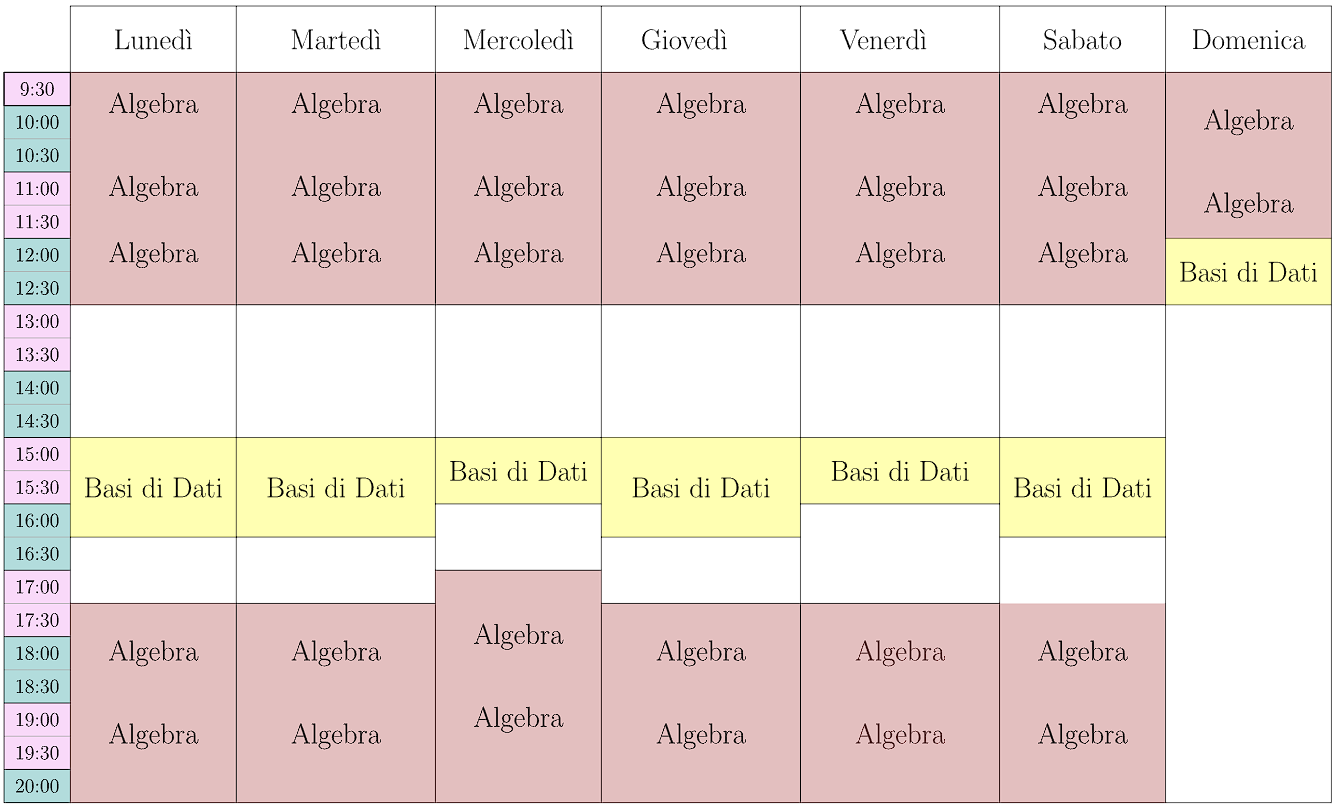 Lunedì Martedì Mercoledì Giovedì Venerdì Sabato Domenica
9:30
Algebra Algebra Algebra Algebra Algebra Algebra
10:00 Algebra
10:30
11:00 Algebra Algebra Algebra Algebra Algebra Algebra
Algebra
11:30
12:00 Algebra Algebra Algebra Algebra Algebra Algebra
Basi di Dati
12:30
13:00
13:30
14:00
14:30
15:00
Basi di Dati Basi di Dati
15:30 Basi di Dati Basi di Dati Basi di Dati Basi di Dati
16:00
16:30
17:00
17:30
Algebra
18:00 Algebra Algebra Algebra Algebra Algebra
18:30
19:00 Algebra
Algebra Algebra Algebra Algebra Algebra
19:30
20:00